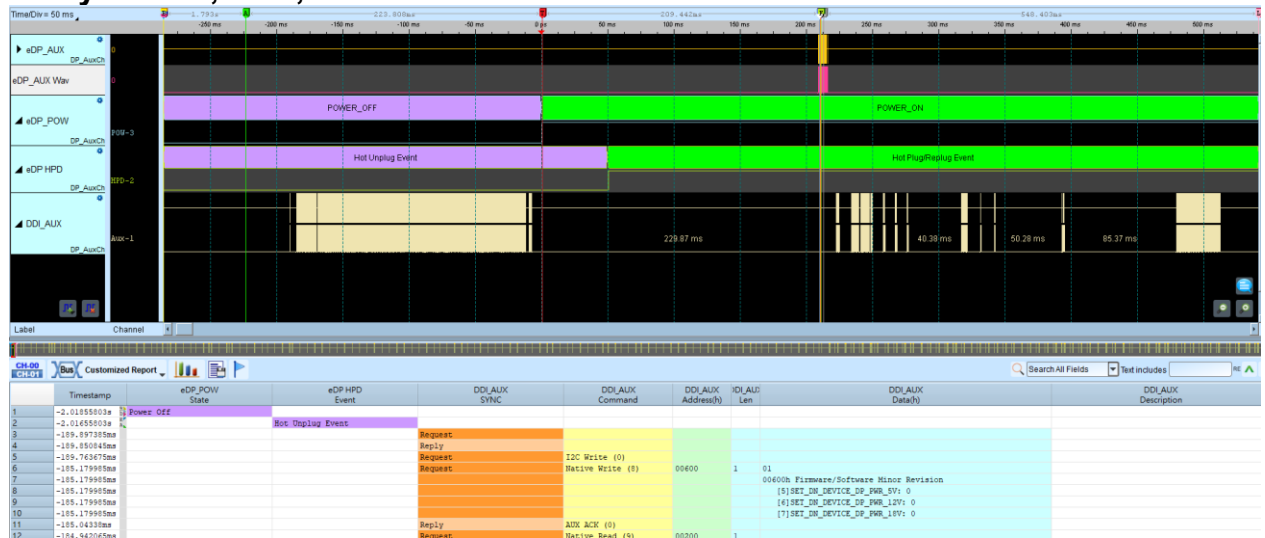 Time/Div = 50 ms
1.793s A 223.808ms 209.442ms 548.403ms
-250 ms -200 ms -150 ms -100 ms -50 ms 0 ps 50 ms 100 ms 150 ms 200 ms 250 ms 300 ms 350 ms 400 ms 450 ms 500 ms
eDP_AUX 0
DP_AuxCh
eDP_AUX Wav 0
POWER_OFF POWER_ON
eDP_POW
POW-3
DP_AuxCh
Hot Unplug Event Hot Plug/Replug Event
eDP HPD
HPD-2
DP_AuxCh
DDI_AUX
Aux-1 229.87 ms 40.38 ms 50.28 ms 85.37 ms
DP_AuxCh
Label Channel
CH-00
CH-01 Bus Customized Report Search All Fields Text includes RE
Timestamp eDP_POW State eDP HPD Event DDI_AUX SYNC DDI_AUX Command DDI_AUX Address(h) DDI_AU Len DDI_AUX Data(h) DDI_AUX Description
1 -2.01855803s Power Off
2 -2.01655803s Hot Unplug Event
3 -189.897385ms Request
4 -189.850845ms Reply
5 -189.763675ms Request I2C Write (0)
6 -185.179985ms Request Native Write (8) 00600 1 01
7 -185.179985ms 00600h Firmware/Software Minor Revision
8 -185.179985ms [5]SET_DN_DEVICE_DP_PWR_5V: 0
9 -185.179985ms [6]SET_DN_DEVICE_DP_PWR_12V: 0
10 -185.179985ms [7]SET_DN_DEVICE_DP_PWR_18V: 0
11 -185.04338ms Reply AUX ACK (0)
12 -184.942065ms Request Native Read (9) 00200 1